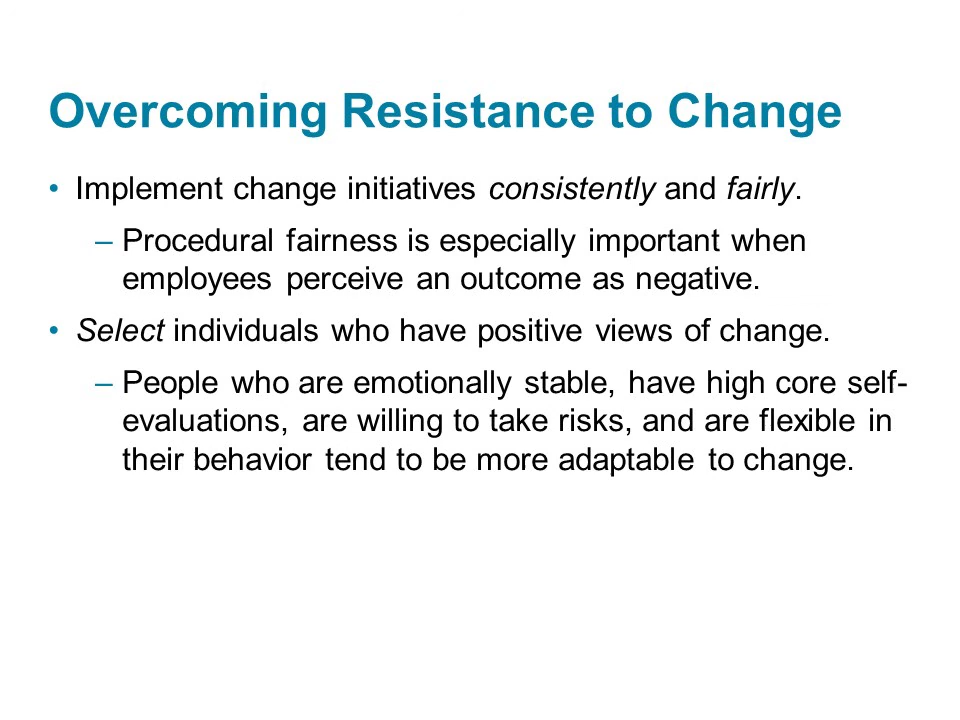 Overcoming Resistance to Change
• Implement change initiatives consistently and fairly.
– Procedural fairness is especially important when
employees perceive an outcome as negative.
• Select individuals who have positive views of change.
– People who are emotionally stable, have high core self-
evaluations, are willing to take risks, and are flexible in
their behavior tend to be more adaptable to change.